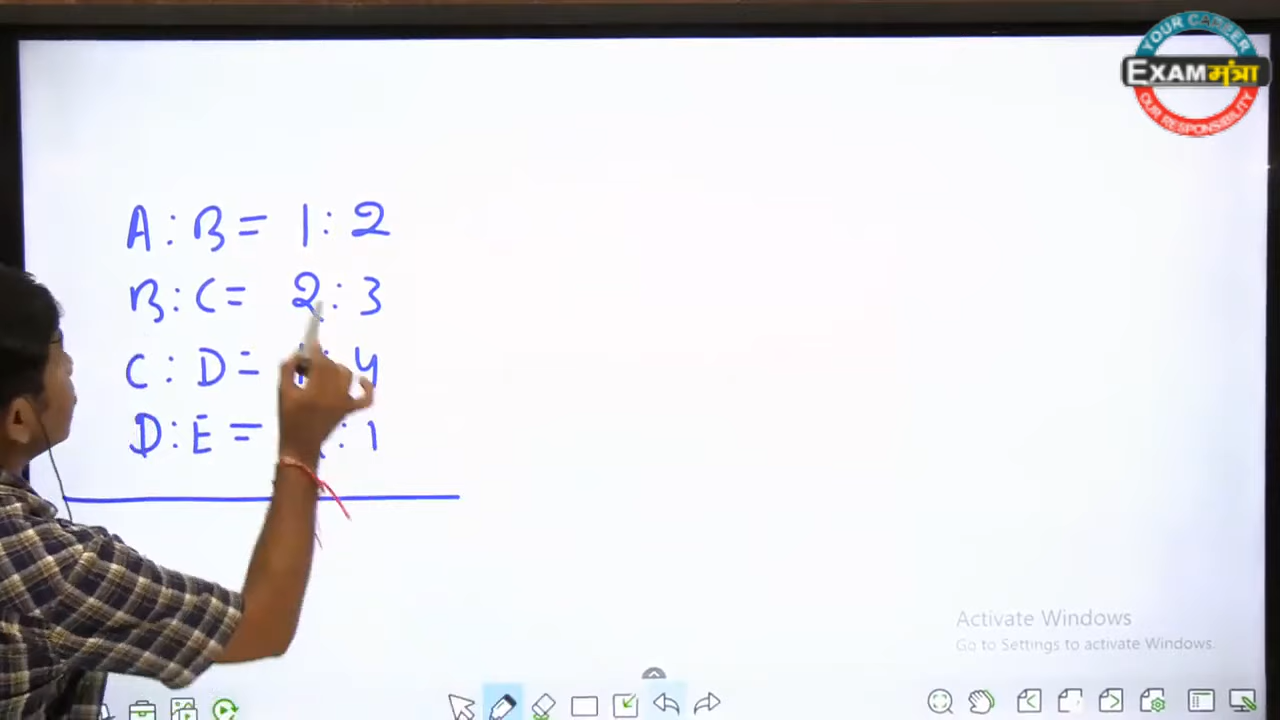 YOUR CAREER
EXAMमंत्रा
OUR RESPONSIBILITY
A : B = 1 : 2
B : C = 2 : 3
C : D = : 4
D : E = : 1
Activate Windows
Go to Settings to activate Windows.